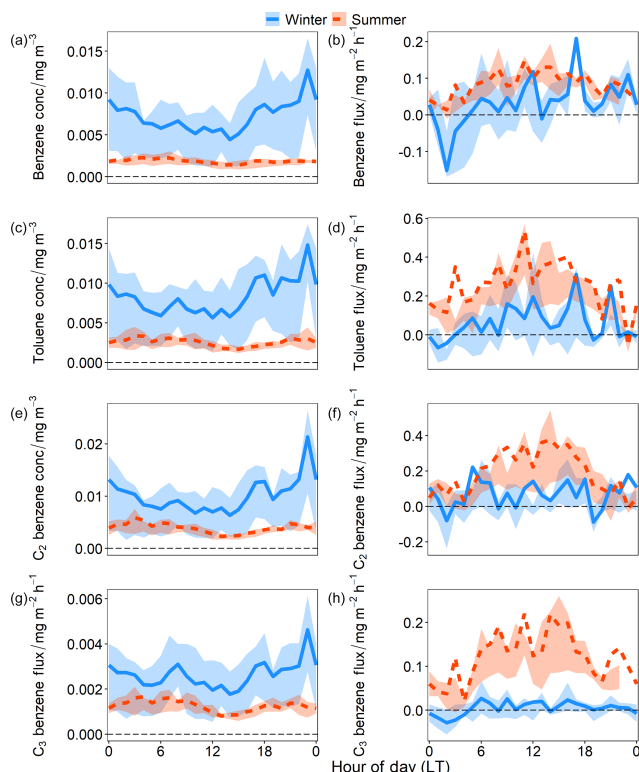 Winter Summer
(a) Benzene conc/mg m⁻³
0.015
0.010
0.005
0.000
(b) Benzene flux/mg m⁻² h⁻¹
0.2
0.1
0.0
-0.1
(c) Toluene conc/mg m⁻³
0.015
0.010
0.005
0.000
(d) Toluene flux/mg m⁻² h⁻¹
0.6
0.4
0.2
0.0
(e) C₂ benzene conc/mg m⁻³
0.02
0.01
0.00
(f) C₂ benzene flux/mg m⁻² h⁻¹
0.4
0.2
0.0
-0.2
(g) C₃ benzene flux/mg m⁻² h⁻¹
0.006
0.004
0.002
0.000
0 6 12 18 0
(h) C₃ benzene flux/mg m⁻² h⁻¹
0.2
0.1
0.0
0 6 12 18 0
Hour of day (LT)